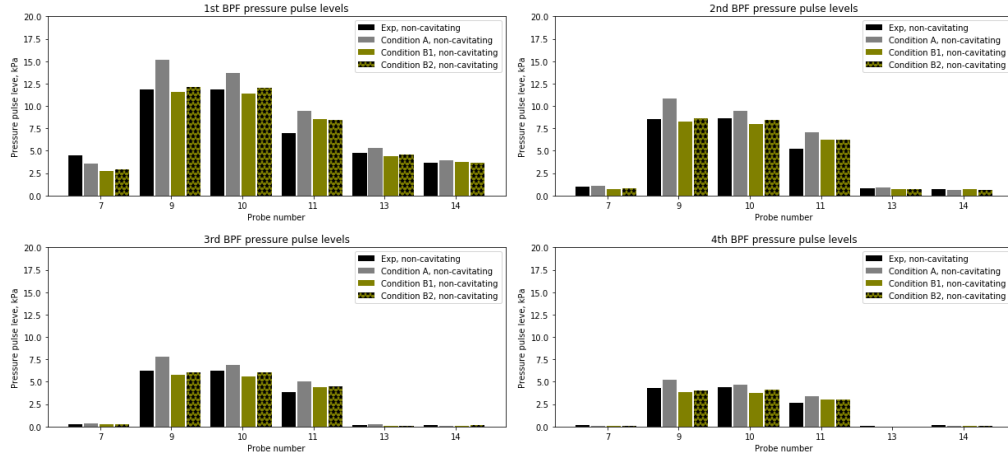 1st BPF pressure pulse levels
Pressure pulse leve, kPa
20.0
17.5
15.0
12.5
10.0
7.5
5.0
2.5
0.0
Exp, non-cavitating
Condition A, non-cavitating
Condition B1, non-cavitating
Condition B2, non-cavitating
7 9 10 11 13 14
Probe number
2nd BPF pressure pulse levels
Pressure pulse leve, kPa
20.0
17.5
15.0
12.5
10.0
7.5
5.0
2.5
0.0
Exp, non-cavitating
Condition A, non-cavitating
Condition B1, non-cavitating
Condition B2, non-cavitating
7 9 10 11 13 14
Probe number
3rd BPF pressure pulse levels
Pressure pulse leve, kPa
20.0
17.5
15.0
12.5
10.0
7.5
5.0
2.5
0.0
Exp, non-cavitating
Condition A, non-cavitating
Condition B1, non-cavitating
Condition B2, non-cavitating
7 9 10 11 13 14
Probe number
4th BPF pressure pulse levels
Pressure pulse leve, kPa
20.0
17.5
15.0
12.5
10.0
7.5
5.0
2.5
0.0
Exp, non-cavitating
Condition A, non-cavitating
Condition B1, non-cavitating
Condition B2, non-cavitating
7 9 10 11 13 14
Probe number